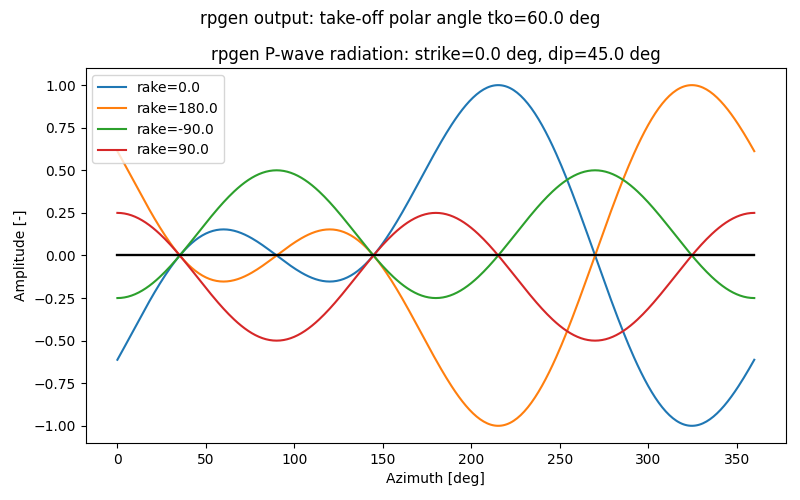 rpgen output: take-off polar angle tko=60.0 deg
rpgen P-wave radiation: strike=0.0 deg, dip=45.0 deg
rake=0.0
rake=180.0
rake=-90.0
rake=90.0
1.00
0.75
0.50
0.25
0.00
−0.25
−0.50
−0.75
−1.00
Amplitude [-]
0 50 100 150 200 250 300 350
Azimuth [deg]